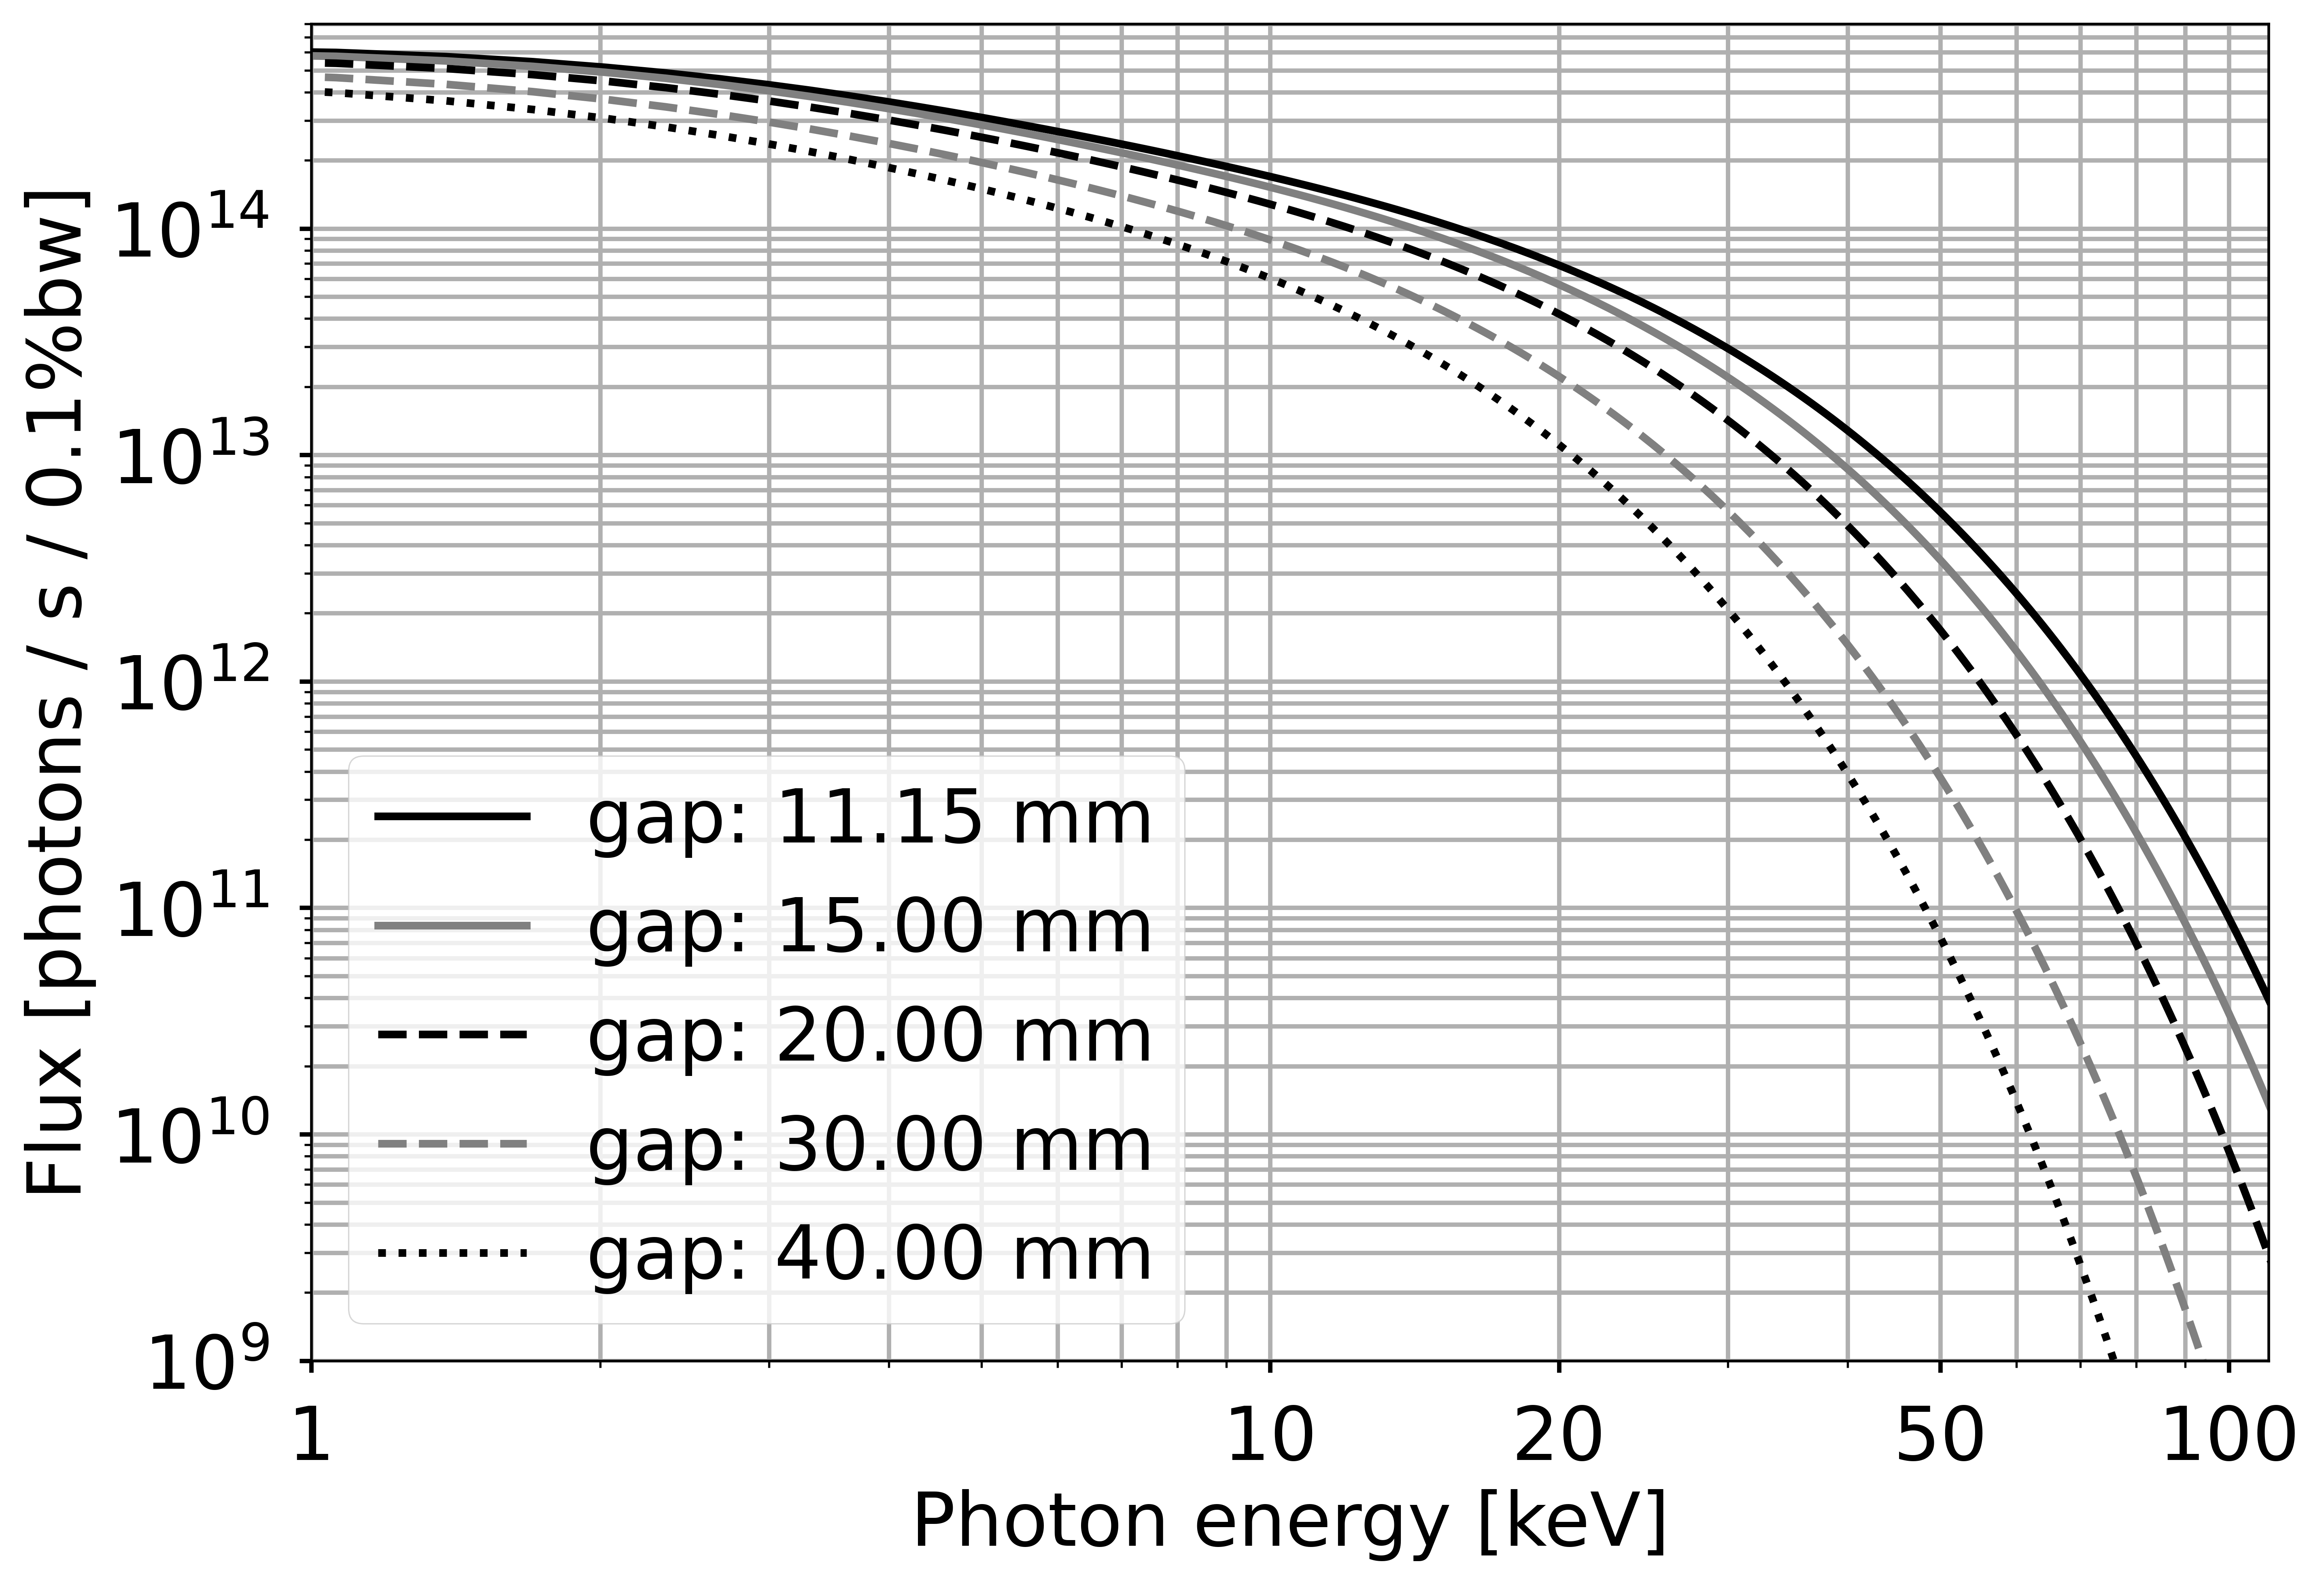 Flux [photons / s / 0.1%bw]
10^14
10^13
10^12
10^11
10^10
10^9
gap: 11.15 mm
gap: 15.00 mm
gap: 20.00 mm
gap: 30.00 mm
gap: 40.00 mm
1 10 20 50 100
Photon energy [keV]